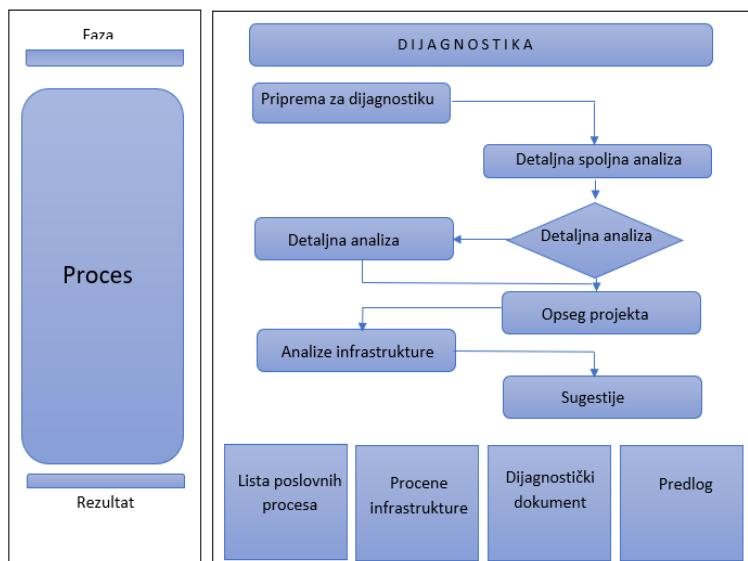 Faza
Proces
Rezultat
DIJAGNOSTIKA
Priprema za dijagnostiku
Detaljna spoljna analiza
Detaljna analiza
Detaljna analiza
Opseg projekta
Analize infrastrukture
Sugestije
Lista poslovnih
procesa
Procene
infrastrukture
Dijagnostički
dokument
Predlog